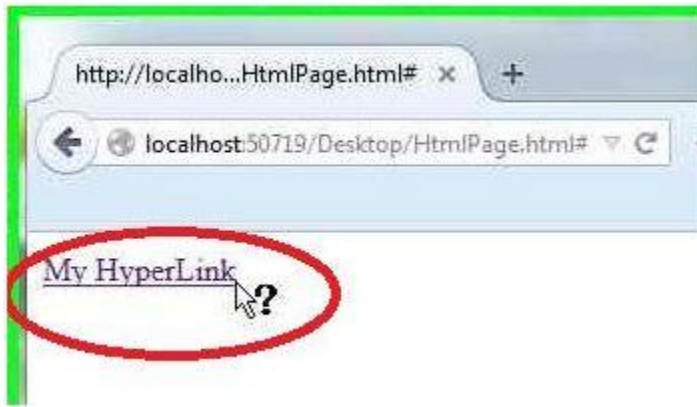 http://localho...HtmlPage.html# × +
localhost:50719/Desktop/HtmlPage.html#
My HyperLink
?